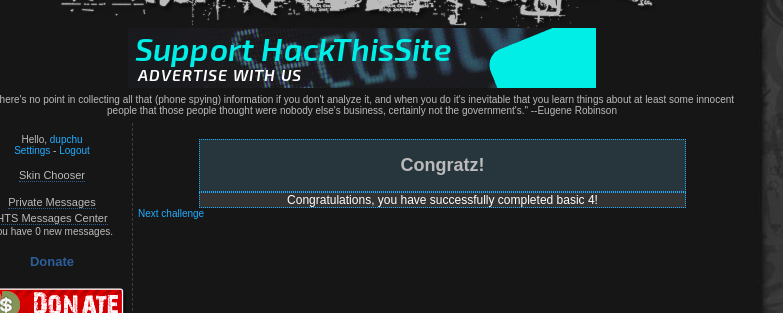 Support HackThisSite
ADVERTISE WITH US
here's no point in collecting all that (phone spying) information if you don't analyze it, and when you do it's inevitable that you learn things about at least some innocent
people that those people thought were nobody else's business, certainly not the government's." --Eugene Robinson
Hello, dupchu
Settings - Logout
Skin Chooser
Private Messages
HTS Messages Center
ou have 0 new messages.
Donate
DONATE
Congratz!
Congratulations, you have successfully completed basic 4!
Next challenge